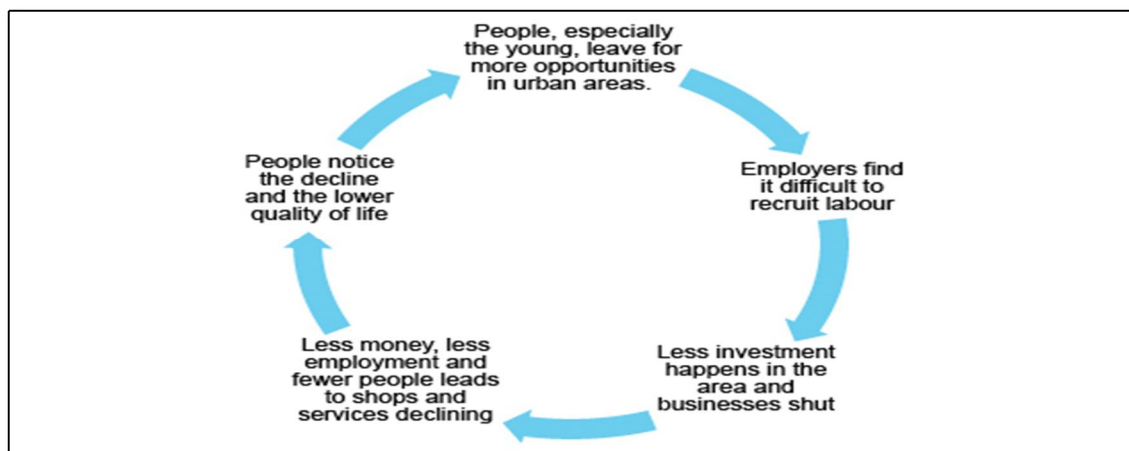 People, especially
the young, leave for
more opportunities
in urban areas.
Employers find
it difficult to
recruit labour
Less investment
happens in the
area and
businesses shut
Less money, less
employment and
fewer people leads
to shops and
services declining
People notice
the decline
and the lower
quality of life